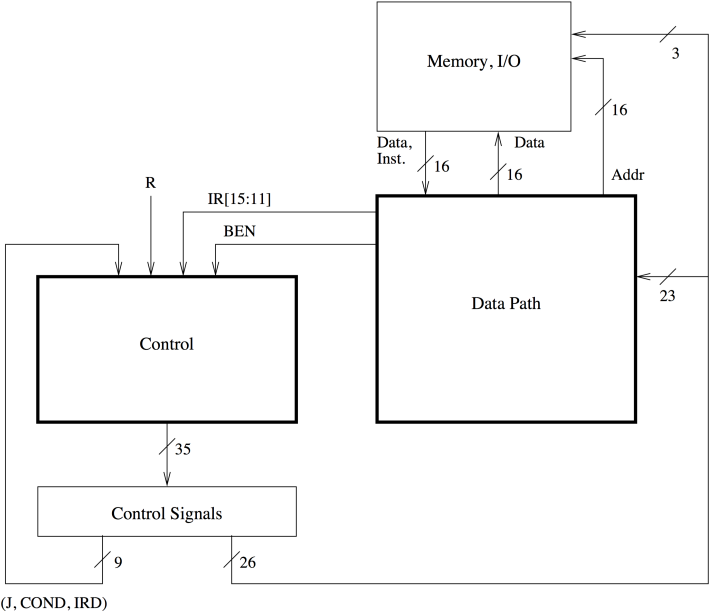 Memory, I/O
3
16
Data,
Inst.
16
Data
16
Addr
R
IR[15:11]
BEN
23
Data Path
Control
35
Control Signals
9
26
(J, COND, IRD)